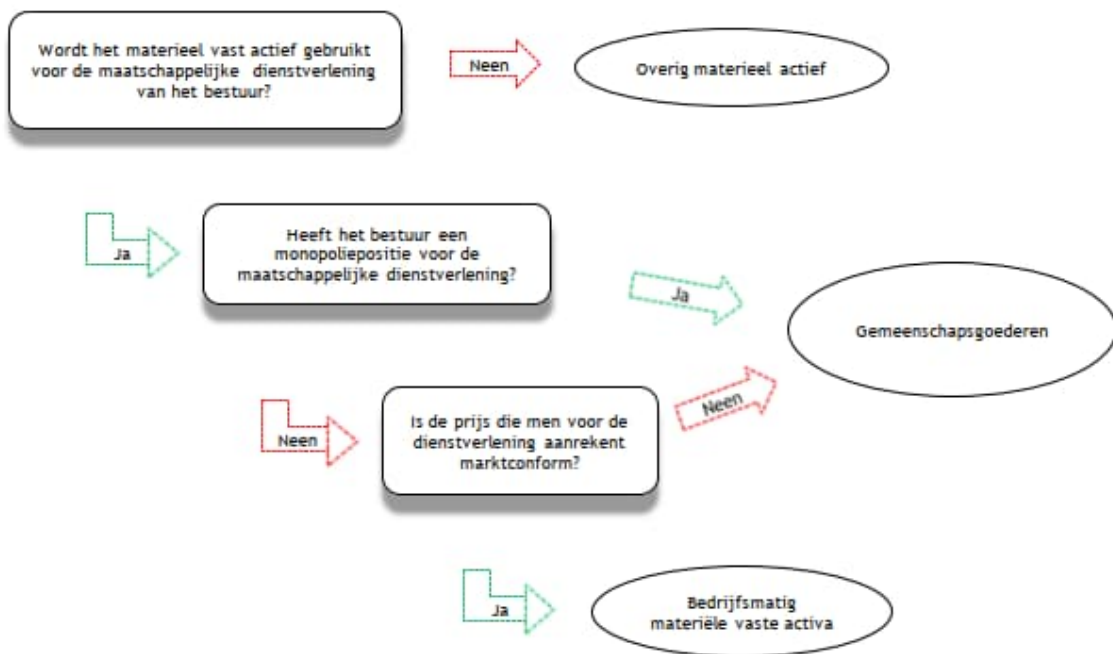 Wordt het materieel vast actief gebruikt
voor de maatschappelijke dienstverlening
van het bestuur?
Neen
Overig materieel actief
Ja
Heeft het bestuur een
monopoliepositie voor de
maatschappelijke dienstverlening?
Ja
Gemeenschapsgoederen
Neen
Is de prijs die men voor de
dienstverlening aanrekent
marktconform?
Neen
Ja
Bedrijfsmatig
materiële vaste activa